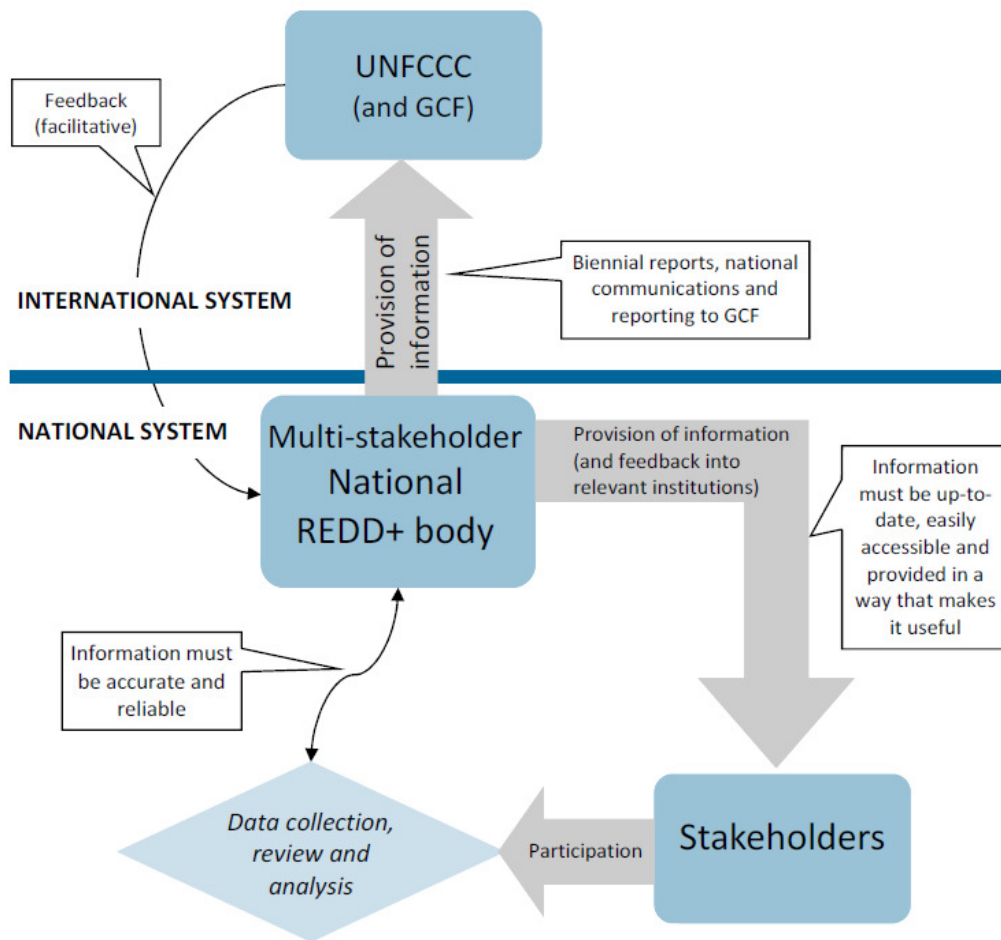 UNFCCC
(and GCF)
Feedback
(facilitative)
Provision of
information
Biennial reports, national
communications and
reporting to GCF
INTERNATIONAL SYSTEM
NATIONAL SYSTEM
Multi-stakeholder
National
REDD+ body
Provision of information
(and feedback into
relevant institutions)
Information
must be up-to-
date, easily
accessible and
provided in a
way that makes
it useful
Information must
be accurate and
reliable
Data collection,
review and
analysis
Participation
Stakeholders